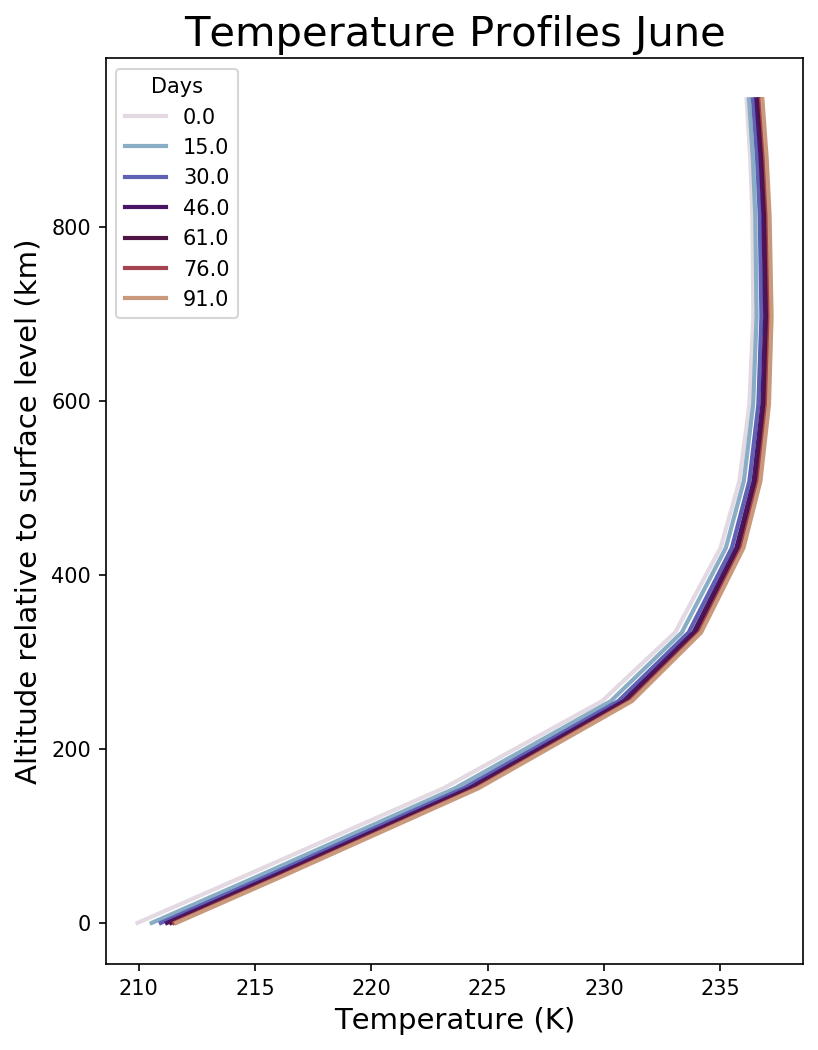 Temperature Profiles June
Days
0.0
15.0
30.0
46.0
61.0
76.0
91.0
800
600
400
200
0
Altitude relative to surface level (km)
210 215 220 225 230 235
Temperature (K)